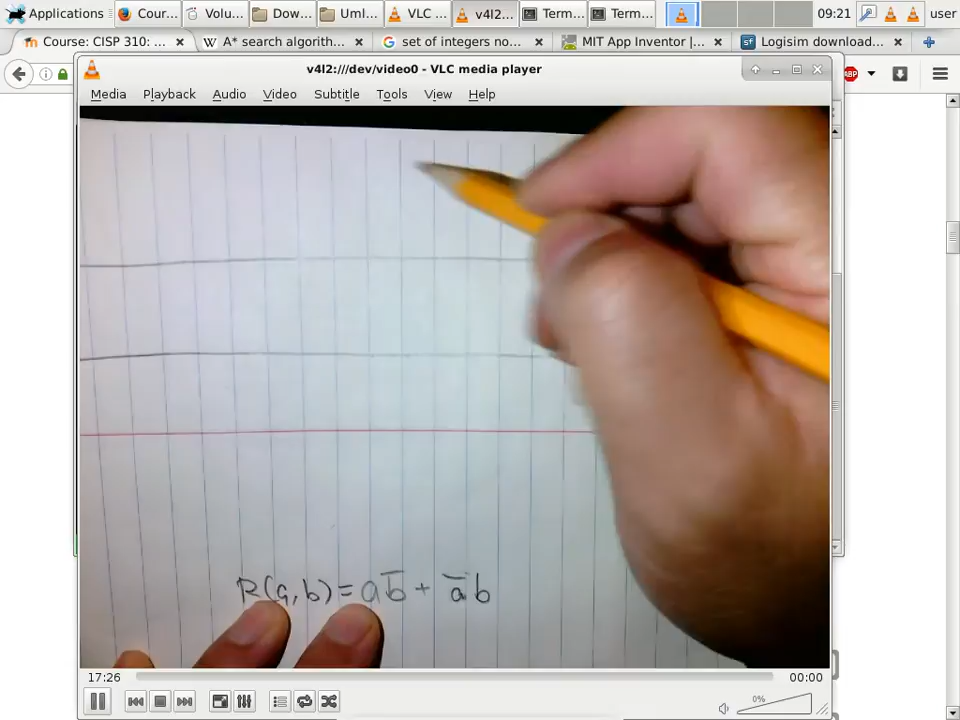 Applications
Cour...
Volu...
Dow...
Umlc...
VLC ...
v4l2...
Term...
Term...
09:21
user
Course: CISP 310: ...
A* search algorith...
set of integers no...
MIT App Inventor |...
Logisim download...
ABP
v4l2:///dev/video0 - VLC media player
Media Playback Audio Video Subtitle Tools View Help
R(a,b) = ab̅ + a̅b
17:26
00:00
0%